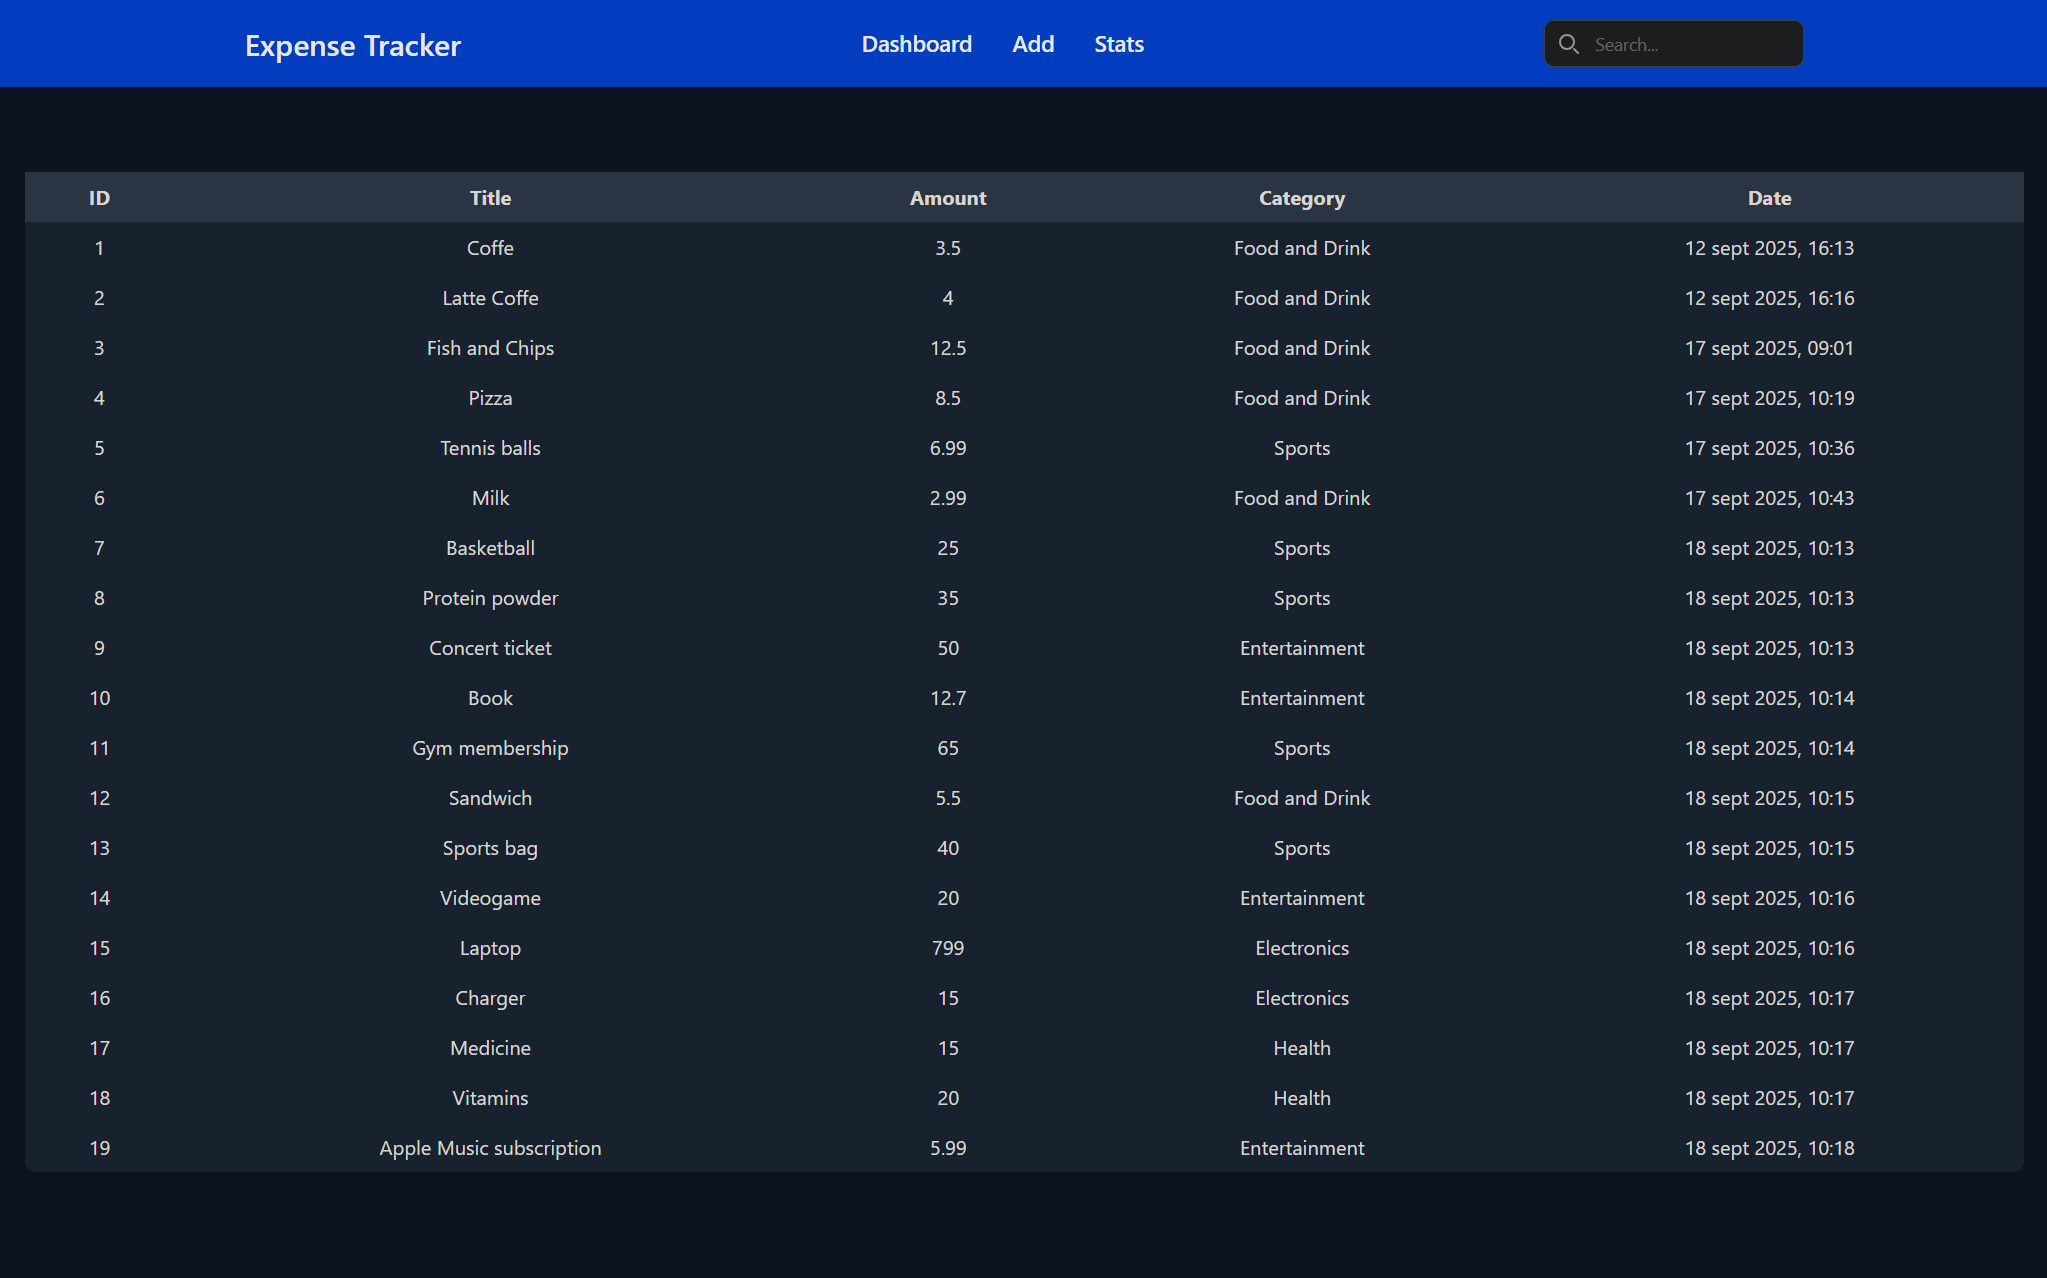 Expense Tracker Dashboard Add Stats Search...
ID Title Amount Category Date
1 Coffe 3.5 Food and Drink 12 sept 2025, 16:13
2 Latte Coffe 4 Food and Drink 12 sept 2025, 16:16
3 Fish and Chips 12.5 Food and Drink 17 sept 2025, 09:01
4 Pizza 8.5 Food and Drink 17 sept 2025, 10:19
5 Tennis balls 6.99 Sports 17 sept 2025, 10:36
6 Milk 2.99 Food and Drink 17 sept 2025, 10:43
7 Basketball 25 Sports 18 sept 2025, 10:13
8 Protein powder 35 Sports 18 sept 2025, 10:13
9 Concert ticket 50 Entertainment 18 sept 2025, 10:13
10 Book 12.7 Entertainment 18 sept 2025, 10:14
11 Gym membership 65 Sports 18 sept 2025, 10:14
12 Sandwich 5.5 Food and Drink 18 sept 2025, 10:15
13 Sports bag 40 Sports 18 sept 2025, 10:15
14 Videogame 20 Entertainment 18 sept 2025, 10:16
15 Laptop 799 Electronics 18 sept 2025, 10:16
16 Charger 15 Electronics 18 sept 2025, 10:17
17 Medicine 15 Health 18 sept 2025, 10:17
18 Vitamins 20 Health 18 sept 2025, 10:17
19 Apple Music subscription 5.99 Entertainment 18 sept 2025, 10:18